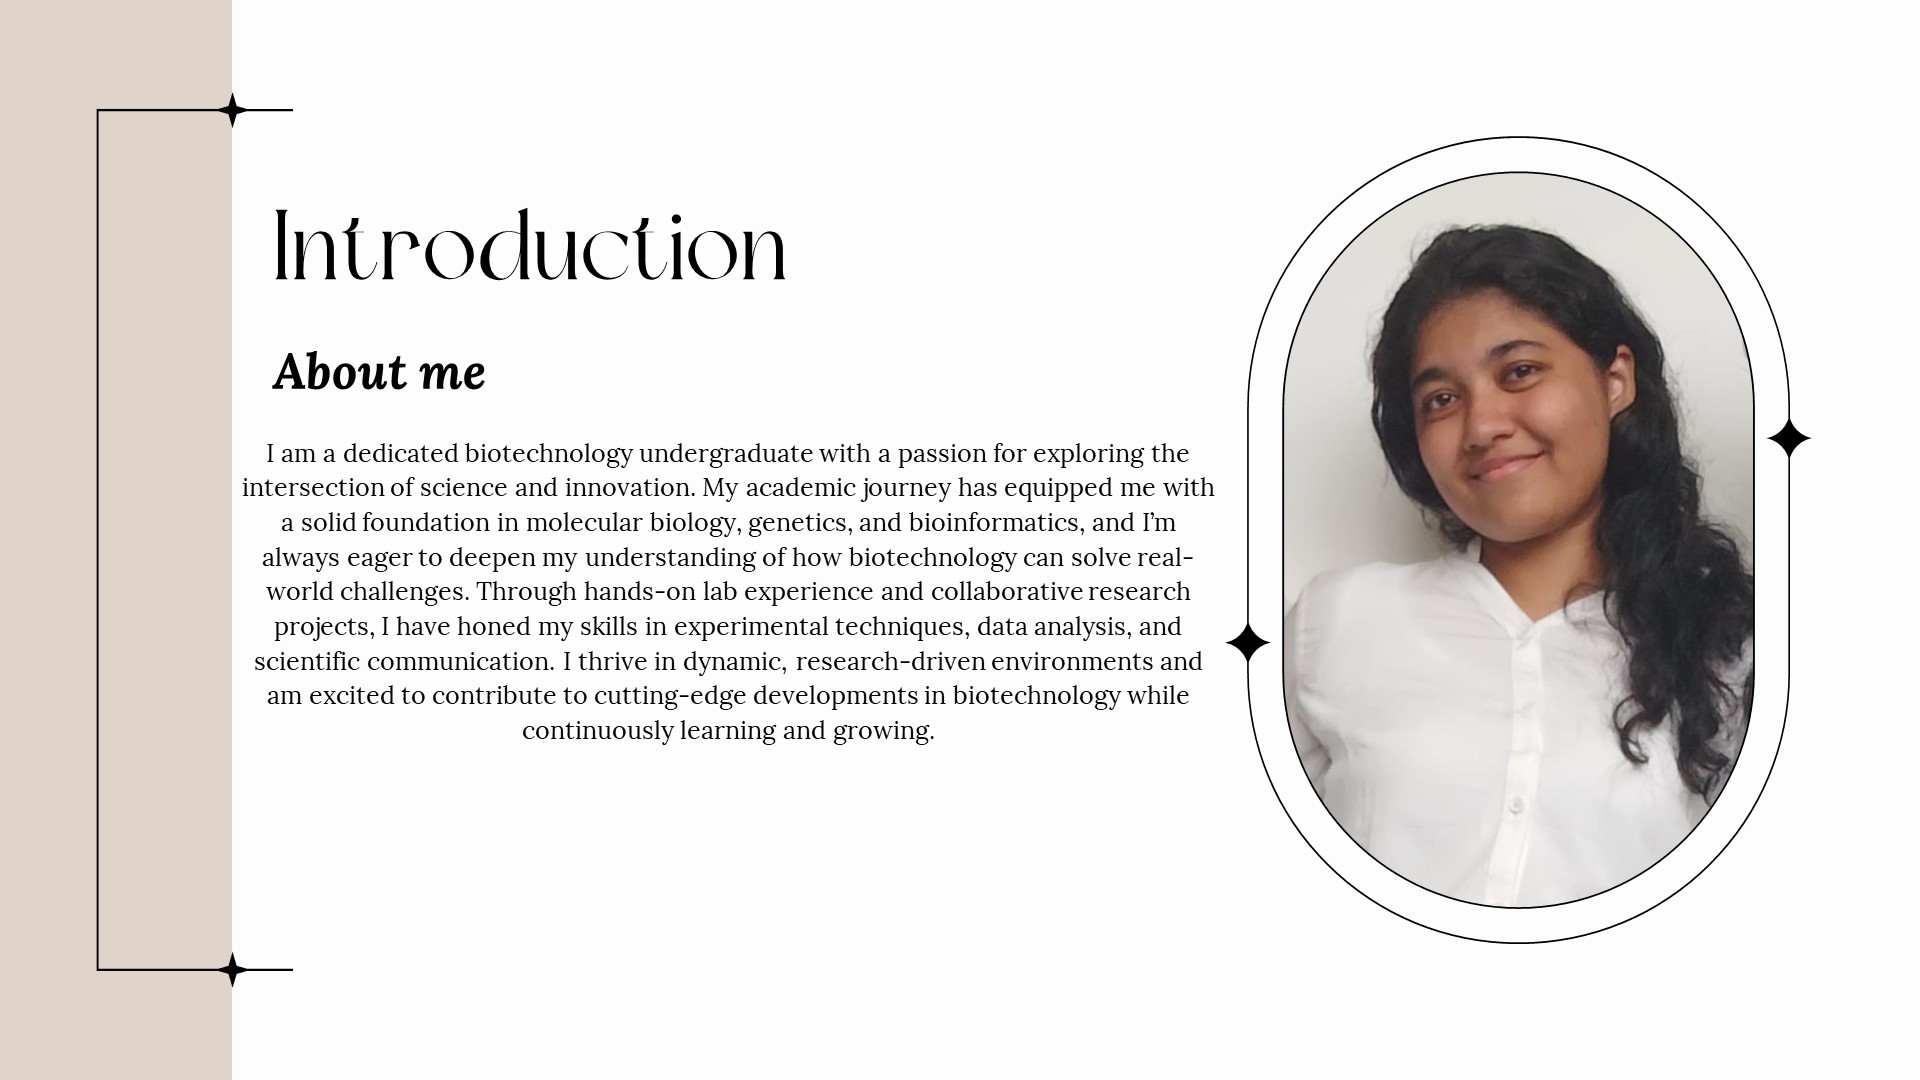 Introduction
About me
I am a dedicated biotechnology undergraduate with a passion for exploring the
intersection of science and innovation. My academic journey has equipped me with
a solid foundation in molecular biology, genetics, and bioinformatics, and I’m
always eager to deepen my understanding of how biotechnology can solve real-
world challenges. Through hands-on lab experience and collaborative research
projects, I have honed my skills in experimental techniques, data analysis, and
scientific communication. I thrive in dynamic, research-driven environments and
am excited to contribute to cutting-edge developments in biotechnology while
continuously learning and growing.